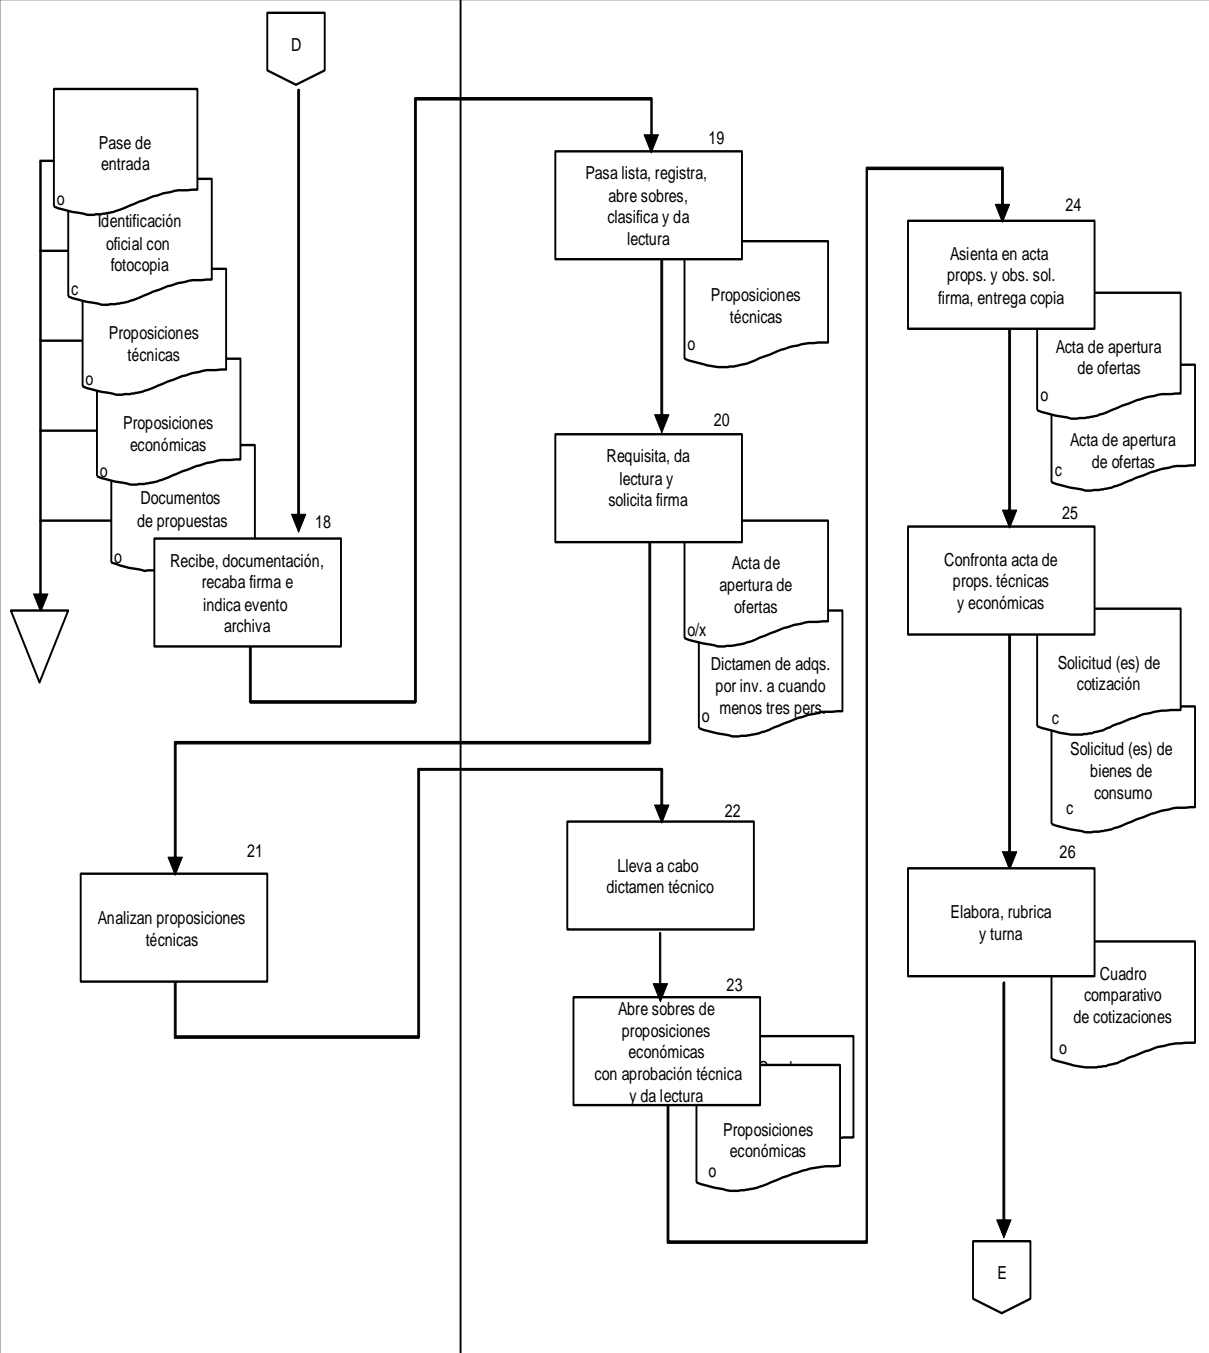 D
Pase de
entrada
o
Identificación
oficial con
fotocopia
c
Proposiciones
técnicas
o
Proposiciones
económicas
o
Documentos
de propuestas
o
18
Recibe, documentación,
recaba firma e
indica evento
archiva
19
Pasa lista, registra,
abre sobres,
clasifica y da
lectura
Proposiciones
técnicas
o
20
Requisita, da
lectura y
solicita firma
Acta de
apertura de
ofertas
o/x
Dictamen de adqs.
por inv. a cuando
menos tres pers.
o
21
Analizan proposiciones
técnicas
22
Lleva a cabo
dictamen técnico
23
Abre sobres de
proposiciones
económicas
con aprobación técnica
y da lectura
Proposiciones
económicas
o
24
Asienta en acta
props. y obs. sol.
firma, entrega copia
Acta de apertura
de ofertas
o
Acta de apertura
de ofertas
c
25
Confronta acta de
props. técnicas
y económicas
Solicitud (es) de
cotización
c
Solicitud (es) de
bienes de
consumo
c
26
Elabora, rubrica
y turna
Cuadro
comparativo
de cotizaciones
o
E